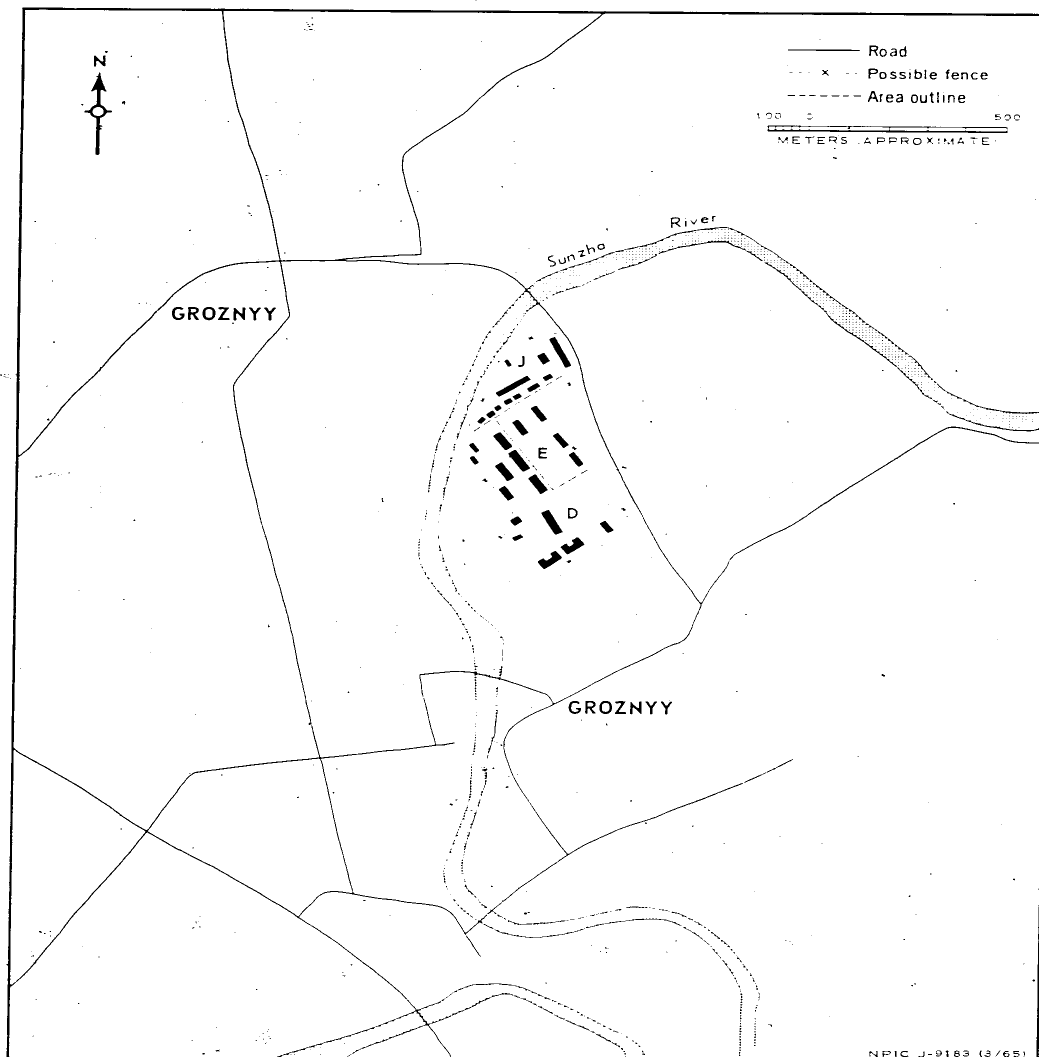 N
Road
× Possible fence
Area outline
100 0 500
METERS (APPROXIMATE)
Sunzha River
GROZNYY
J
E
D
GROZNYY
NPIC J-9183 (3/65)